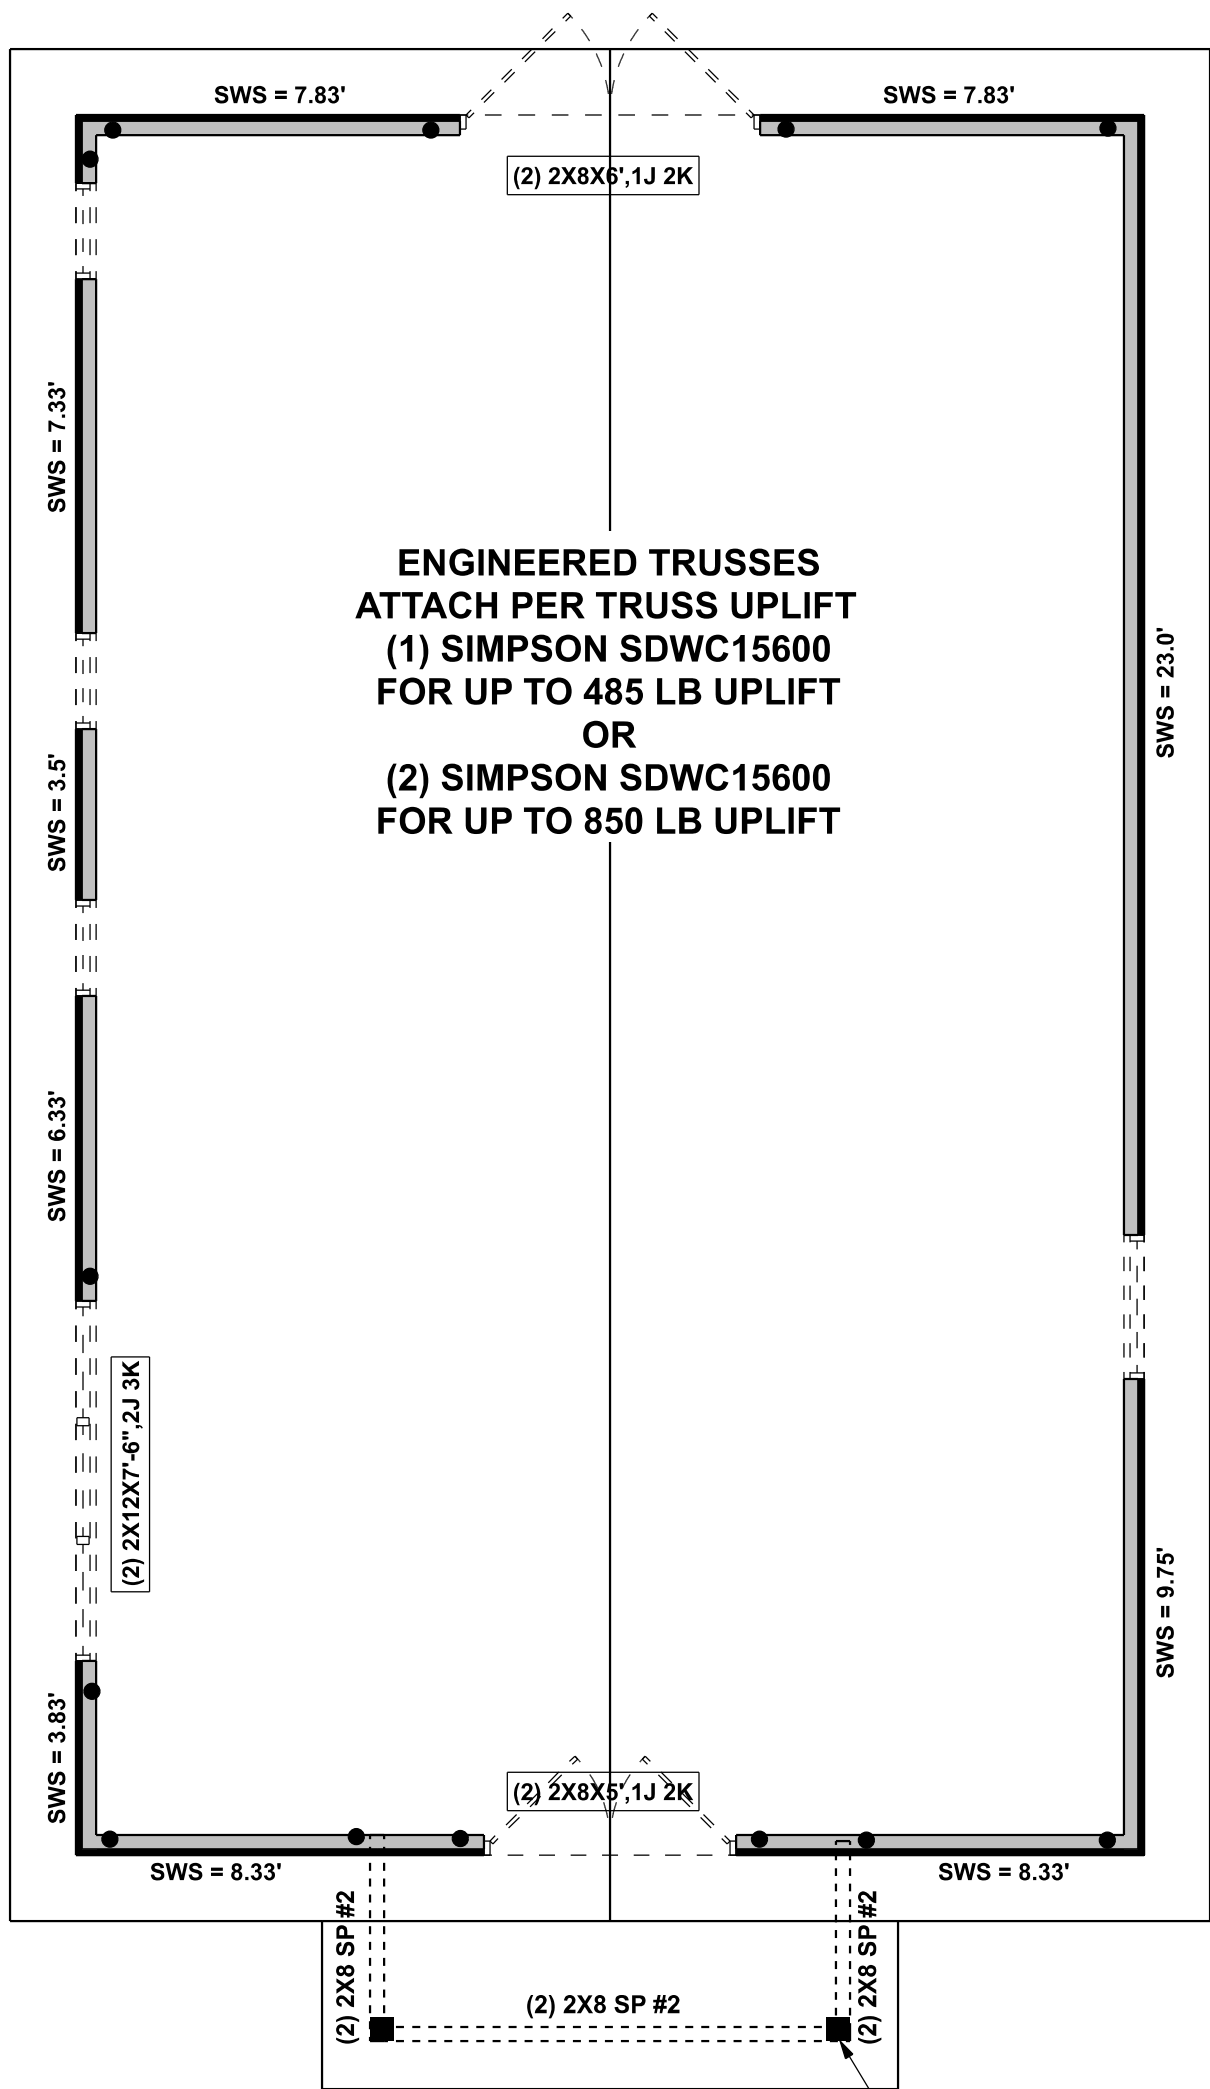 SWS = 7.83'
SWS = 7.83'
(2) 2X8X6',1J 2K
SWS = 7.33'
ENGINEERED TRUSSES
ATTACH PER TRUSS UPLIFT
(1) SIMPSON SDWC15600
FOR UP TO 485 LB UPLIFT
OR
(2) SIMPSON SDWC15600
FOR UP TO 850 LB UPLIFT
SWS = 23.0'
SWS = 3.5'
SWS = 6.33'
(2) 2X12X7'-6",2J 3K
SWS = 9.75'
SWS = 3.83'
(2) 2X8X5',1J 2K
SWS = 8.33'
SWS = 8.33'
(2) 2X8 SP #2
(2) 2X8 SP #2
(2) 2X8 SP #2